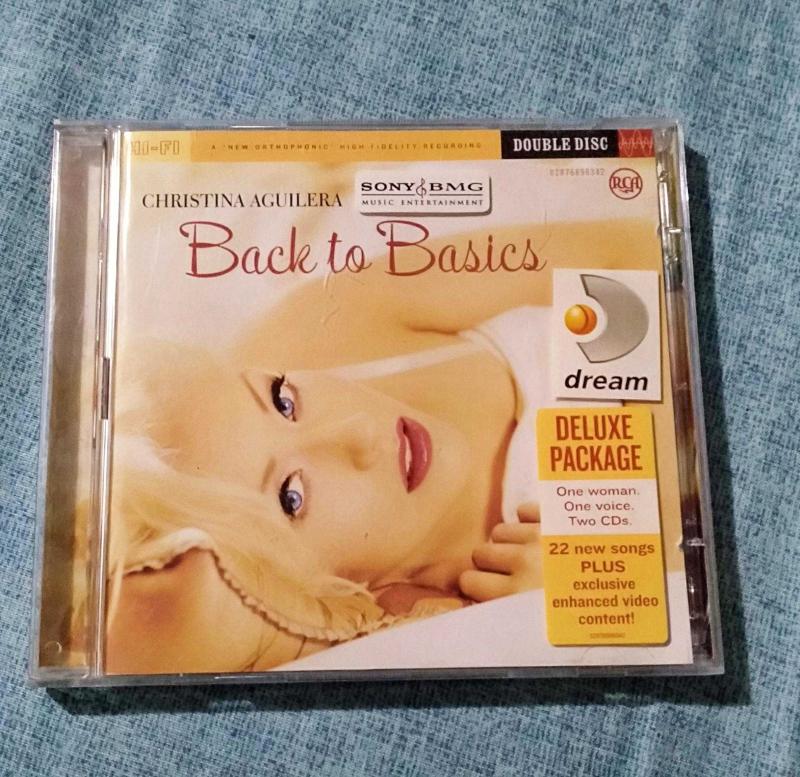 HI-FI
A "NEW ORTHOPHONIC" HIGH FIDELITY RECORDING
DOUBLE DISC
CHRISTINA AGUILERA
SONY BMG
MUSIC ENTERTAINMENT
82876896342
RCA
Back to Basics
dream
DELUXE
PACKAGE
One woman.
One voice.
Two CDs.
22 new songs
PLUS
exclusive
enhanced video
content!